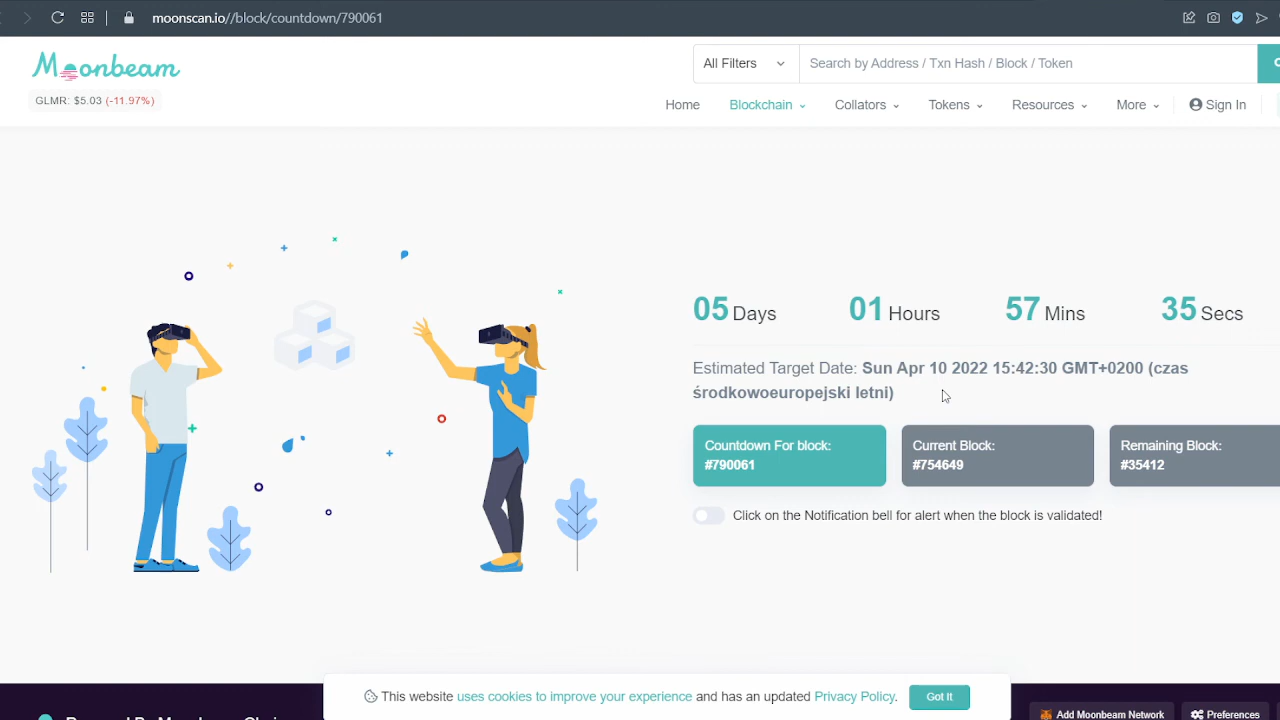 moonscan.io//block/countdown/790061
Moonbeam
All Filters
Search by Address / Txn Hash / Block / Token
GLMR: $5.03 (-11.97%)
Home Blockchain Collators Tokens Resources More Sign In
05 Days 01 Hours 57 Mins 35 Secs
Estimated Target Date: Sun Apr 10 2022 15:42:30 GMT+0200 (czas
środkowoeuropejski letni)
Countdown For block: Current Block: Remaining Block:
#790061 #754649 #35412
Click on the Notification bell for alert when the block is validated!
This website uses cookies to improve your experience and has an updated Privacy Policy. Got It
Add Moonbeam Network Preferences